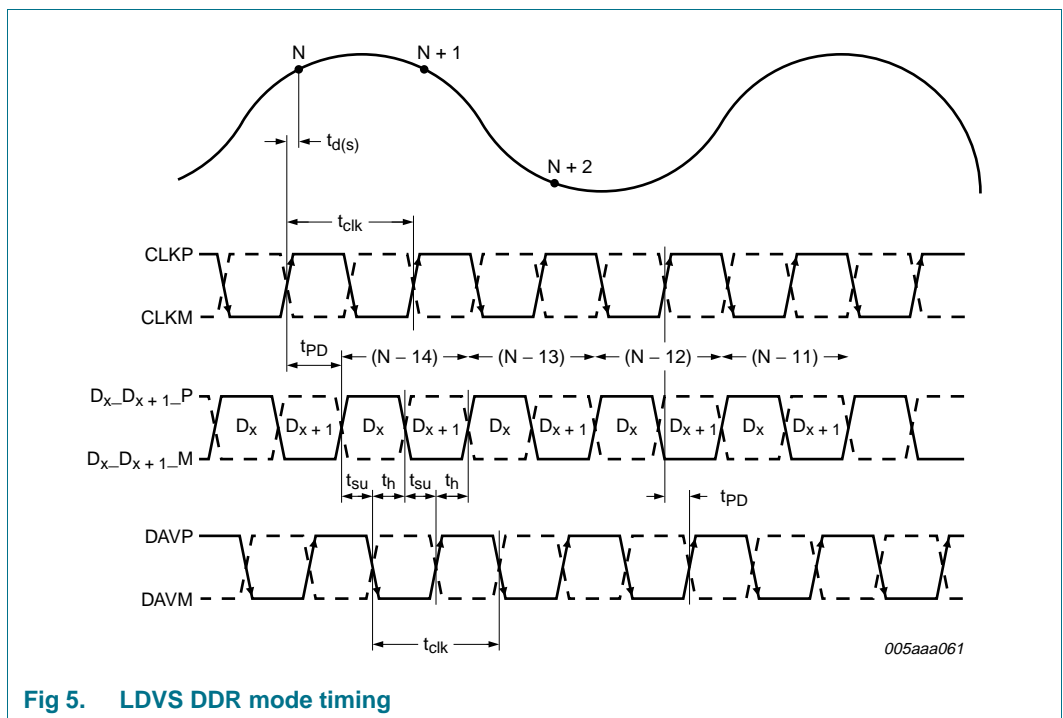 N N + 1
t_d(s)
N + 2
t_clk
CLKP
CLKM
t_PD (N − 14) (N − 13) (N − 12) (N − 11)
D_x_D_x + 1_P
D_x D_x + 1 D_x D_x + 1 D_x D_x + 1 D_x D_x + 1 D_x D_x + 1
D_x_D_x + 1_M
t_su t_h t_su t_h t_PD
DAVP
DAVM
t_clk
005aaa061
Fig 5. LDVS DDR mode timing